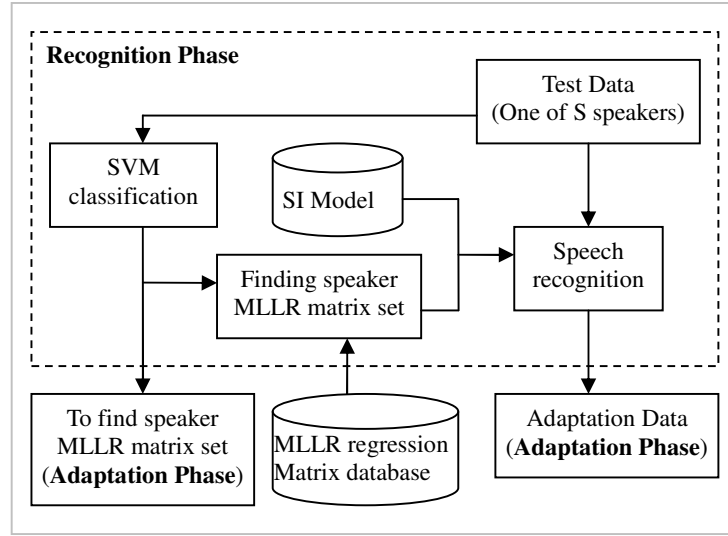 Recognition Phase
Test Data
(One of S speakers)
SVM
classification
SI Model
Finding speaker
MLLR matrix set
Speech
recognition
To find speaker
MLLR matrix set
(Adaptation Phase)
MLLR regression
Matrix database
Adaptation Data
(Adaptation Phase)